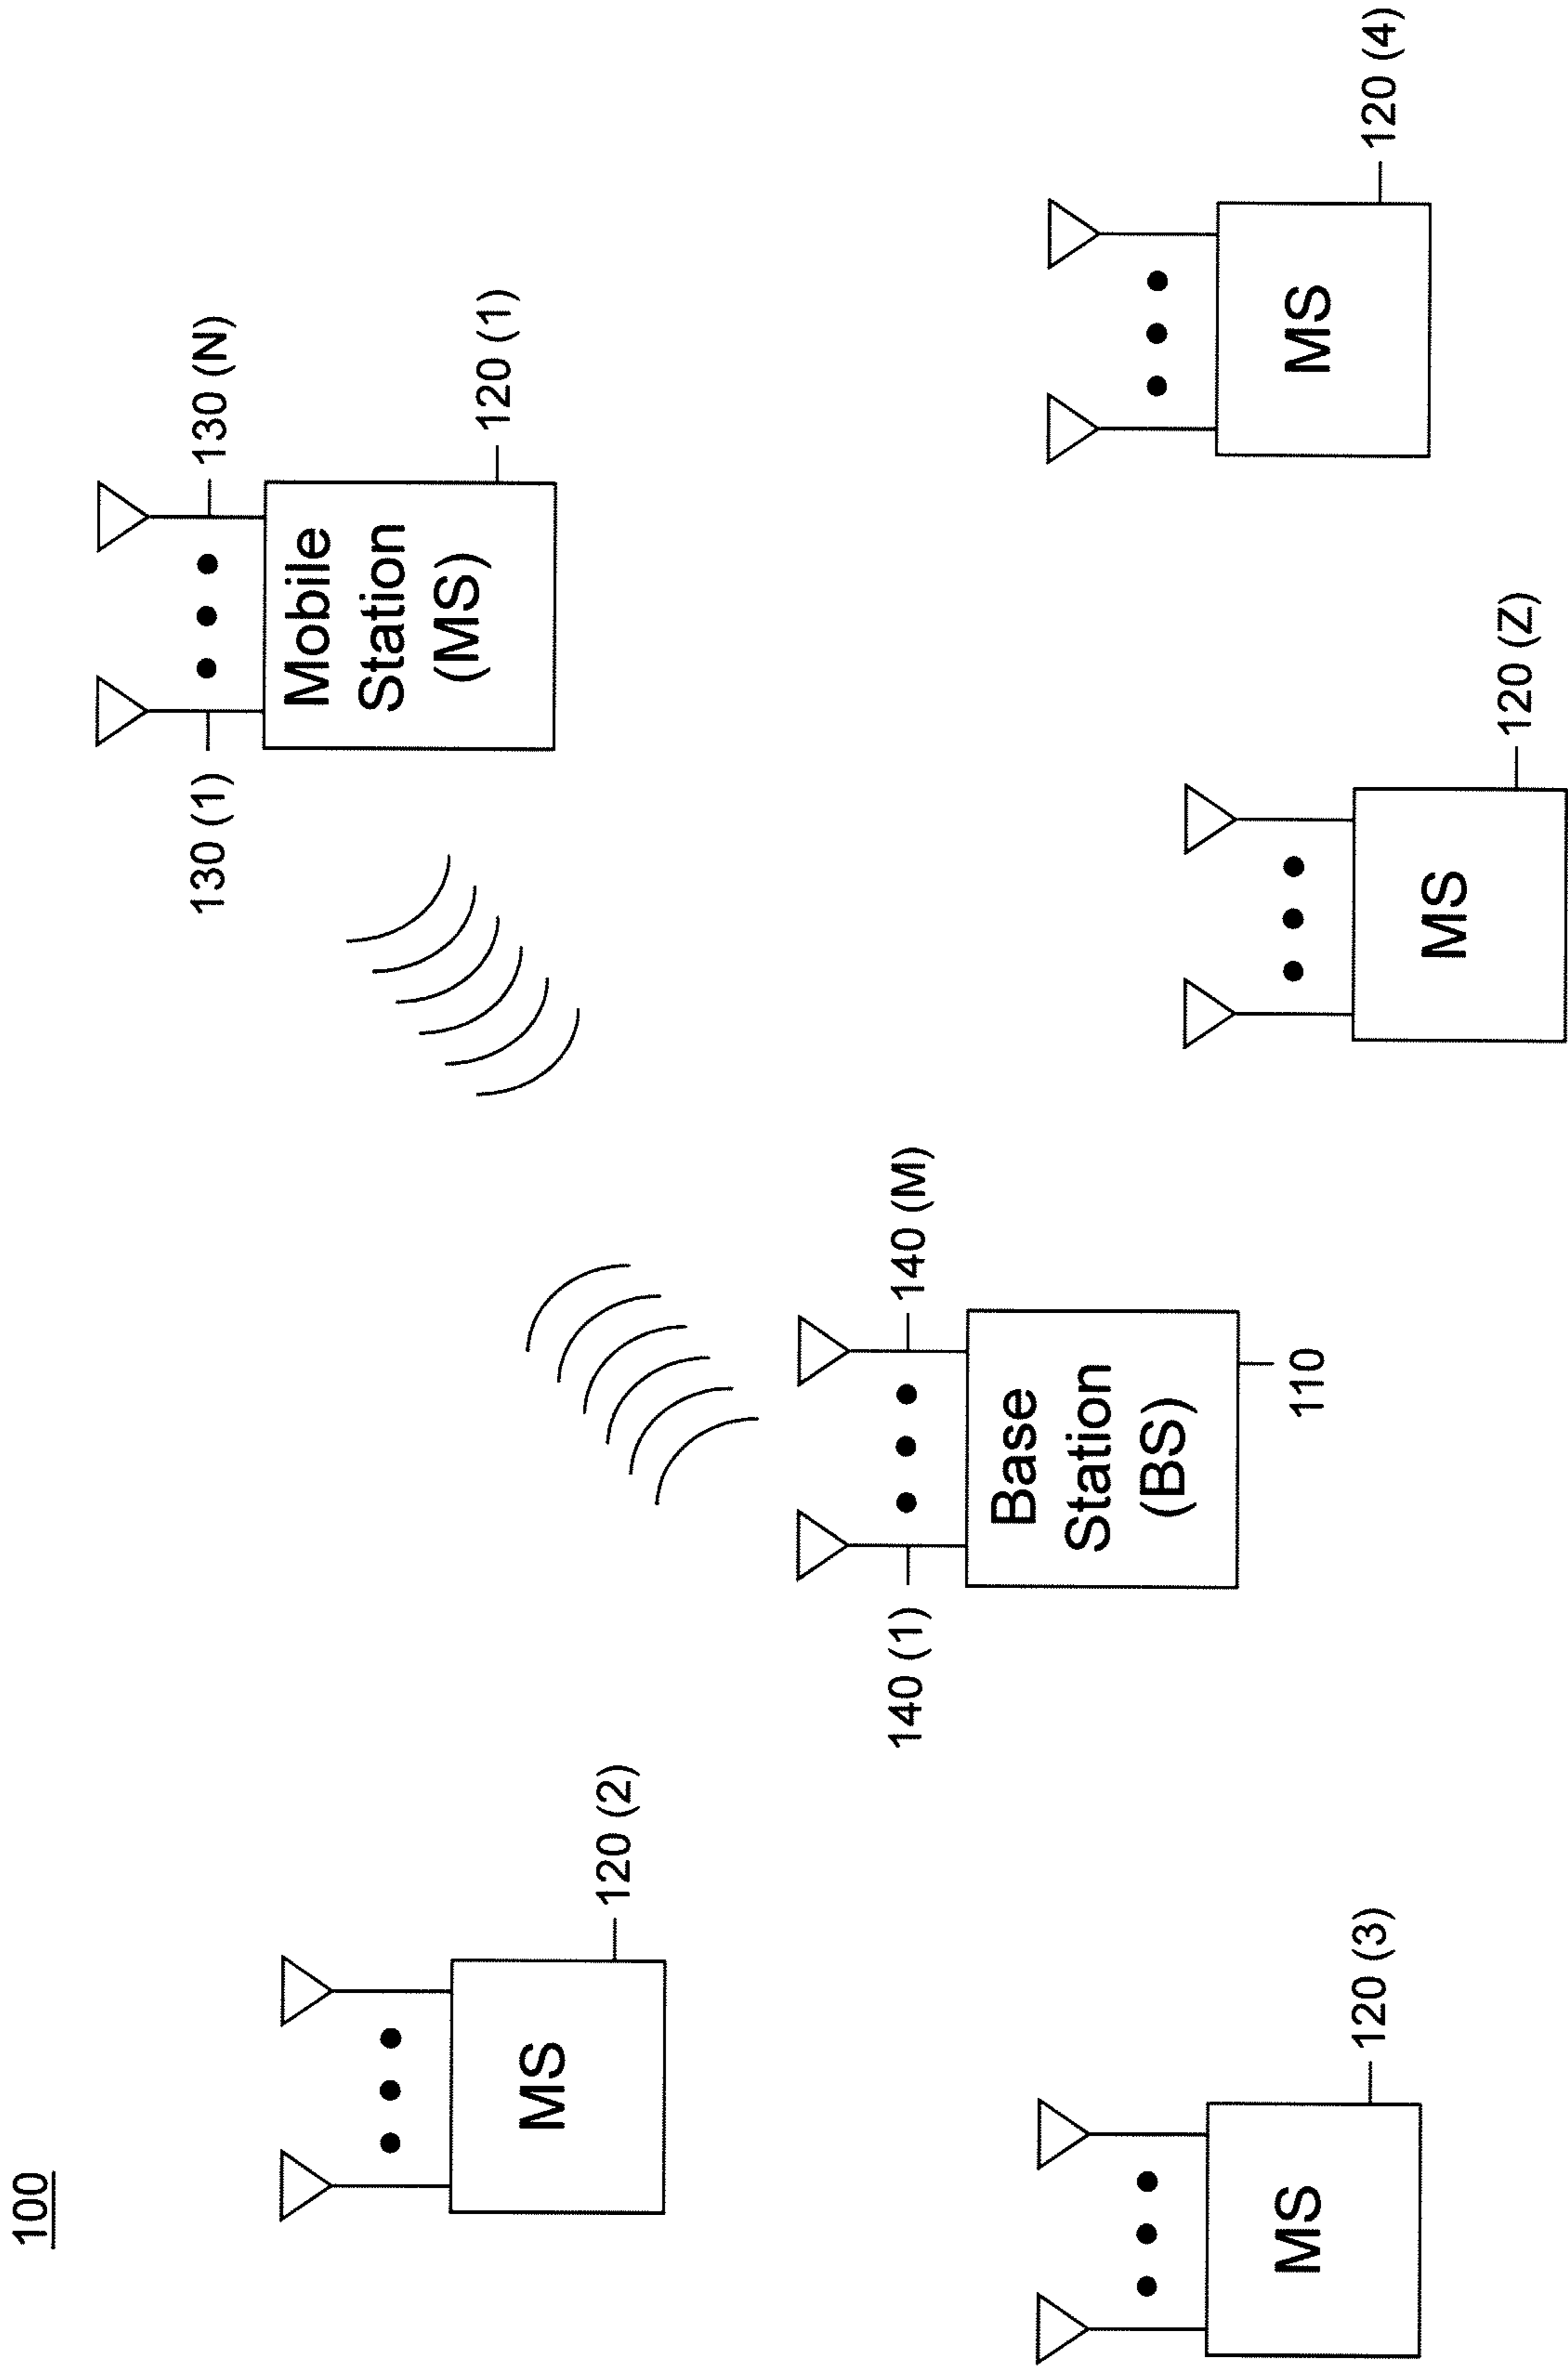 100
130 (1)
130 (N)
Mobile
Station
(MS)
120 (1)
MS
120 (2)
140 (1)
140 (M)
Base
Station
(BS)
110
MS
120 (4)
MS
120 (3)
MS
120 (Z)